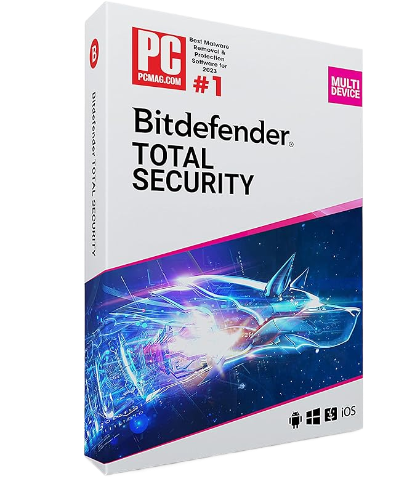 PC
PCMAG.COM
Best Malware
Removal &
Protection
Software for
2023
#1
MULTI
DEVICE
Bitdefender
TOTAL
SECURITY
B
Bitdefender TOTAL SECURITY
iOS